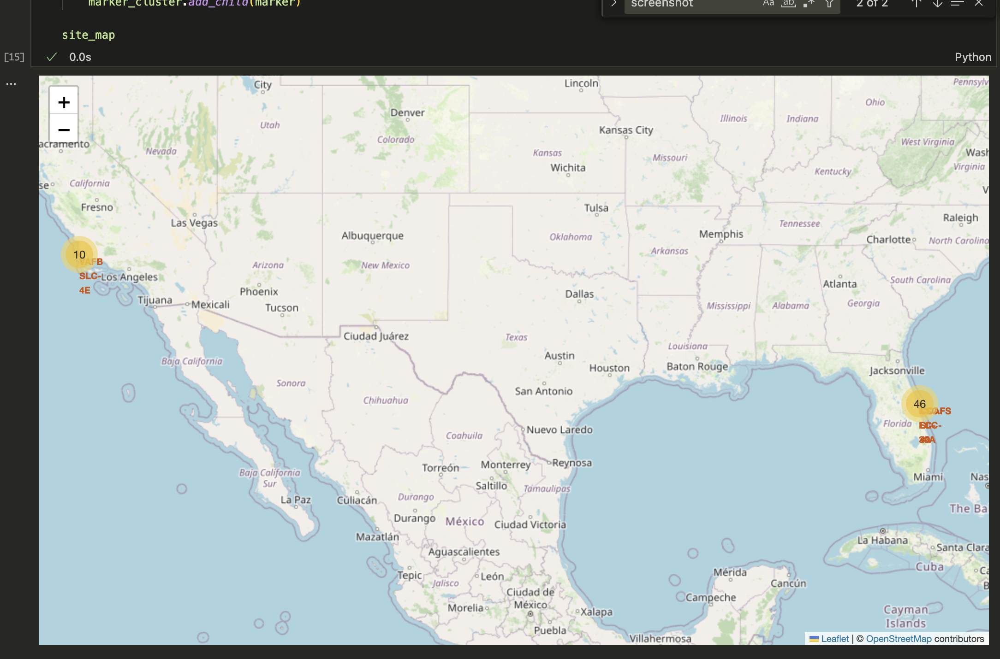 marker_cluster.add_child(marker)
screenshot
Aa
ab
2 of 2
site_map
[15]
0.0s
Python
...
+
−
City
Lincoln
Pennsylv
Ohio
Denver
Illinois
Indiana
Utah
Kansas City
Colorado
West Virginia
acramento
Nevada
Kansas
Wash
Missouri
Virginia
Wichita
Kentucky
se
California
V
Fresno
Tulsa
Las Vegas
Raleigh
Tennessee
Albuquerque
Oklahoma
Memphis
Charlotte
North Carolina
Arkansas
10
VAFB
SLC-
4E
Arizona
New Mexico
Los Angeles
South Carolina
Atlanta
Phoenix
Dallas
Tijuana
Mexicali
Tucson
Mississippi
Alabama
Georgia
Ciudad Juárez
Texas
Louisiana
Austin
Baja California
Houston
Baton Rouge
Jacksonville
Sonora
San Antonio
Chihuahua
46
Florida
Nuevo Laredo
Coahuila
Reynosa
Torreón
Monterrey
Baja California
Sur
Miami
Nas
Saltillo
Tamaulipas
La Paz
Culiacán
Durango
The Ba
Durango
México
Ciudad Victoria
Mazatlán
La Habana
Santa Clara
Aguascalientes
Cuba
Ca
Tepic
León
Mérida
Jalisco
Cancún
B
Ciudad de
México
Campeche
Morelia
Xalapa
Cayman
Islands
Puebla
Villahermosa
Leaflet | © OpenStreetMap contributors